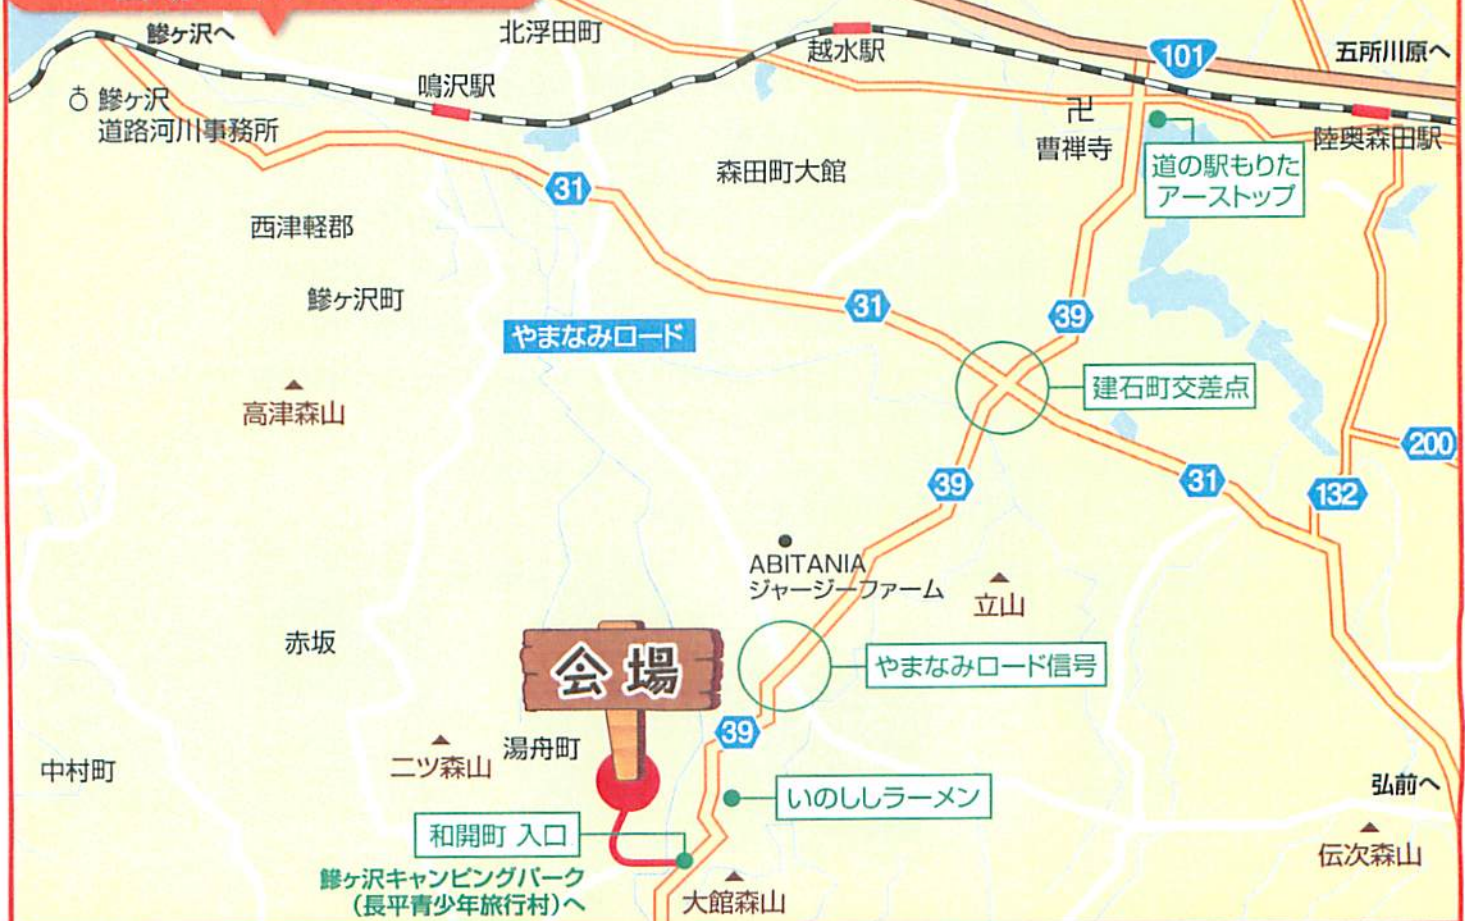 鰺ヶ沢へ
北浮田町
越水駅
101
五所川原へ
鳴沢駅
鰺ヶ沢
道路河川事務所
卍
曹禅寺
陸奥森田駅
道の駅もりた
アーストップ
森田町大館
31
西津軽郡
鰺ヶ沢町
31
39
やまなみロード
建石町交差点
高津森山
200
39
31
132
ABITANIA
ジャージーファーム
立山
赤坂
会場
やまなみロード信号
39
湯舟町
二ツ森山
中村町
弘前へ
いのししラーメン
和開町 入口
伝次森山
鰺ヶ沢キャンピングパーク
(長平青少年旅行村)へ
大館森山